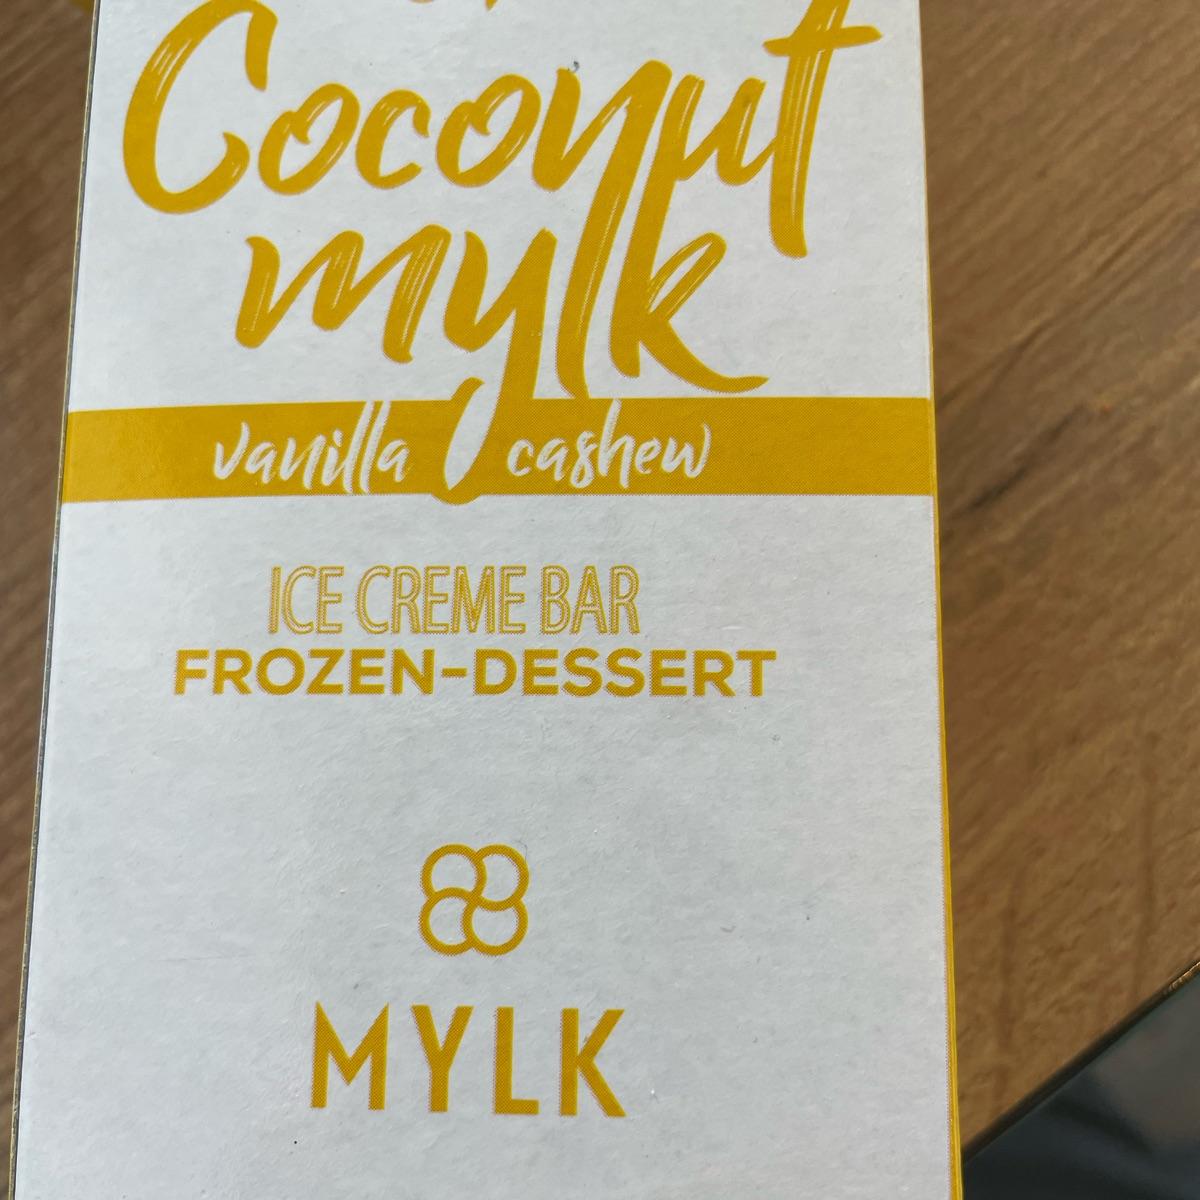 Coconut
mylk
vanilla cashew
ICE CREME BAR
FROZEN-DESSERT
MYLK